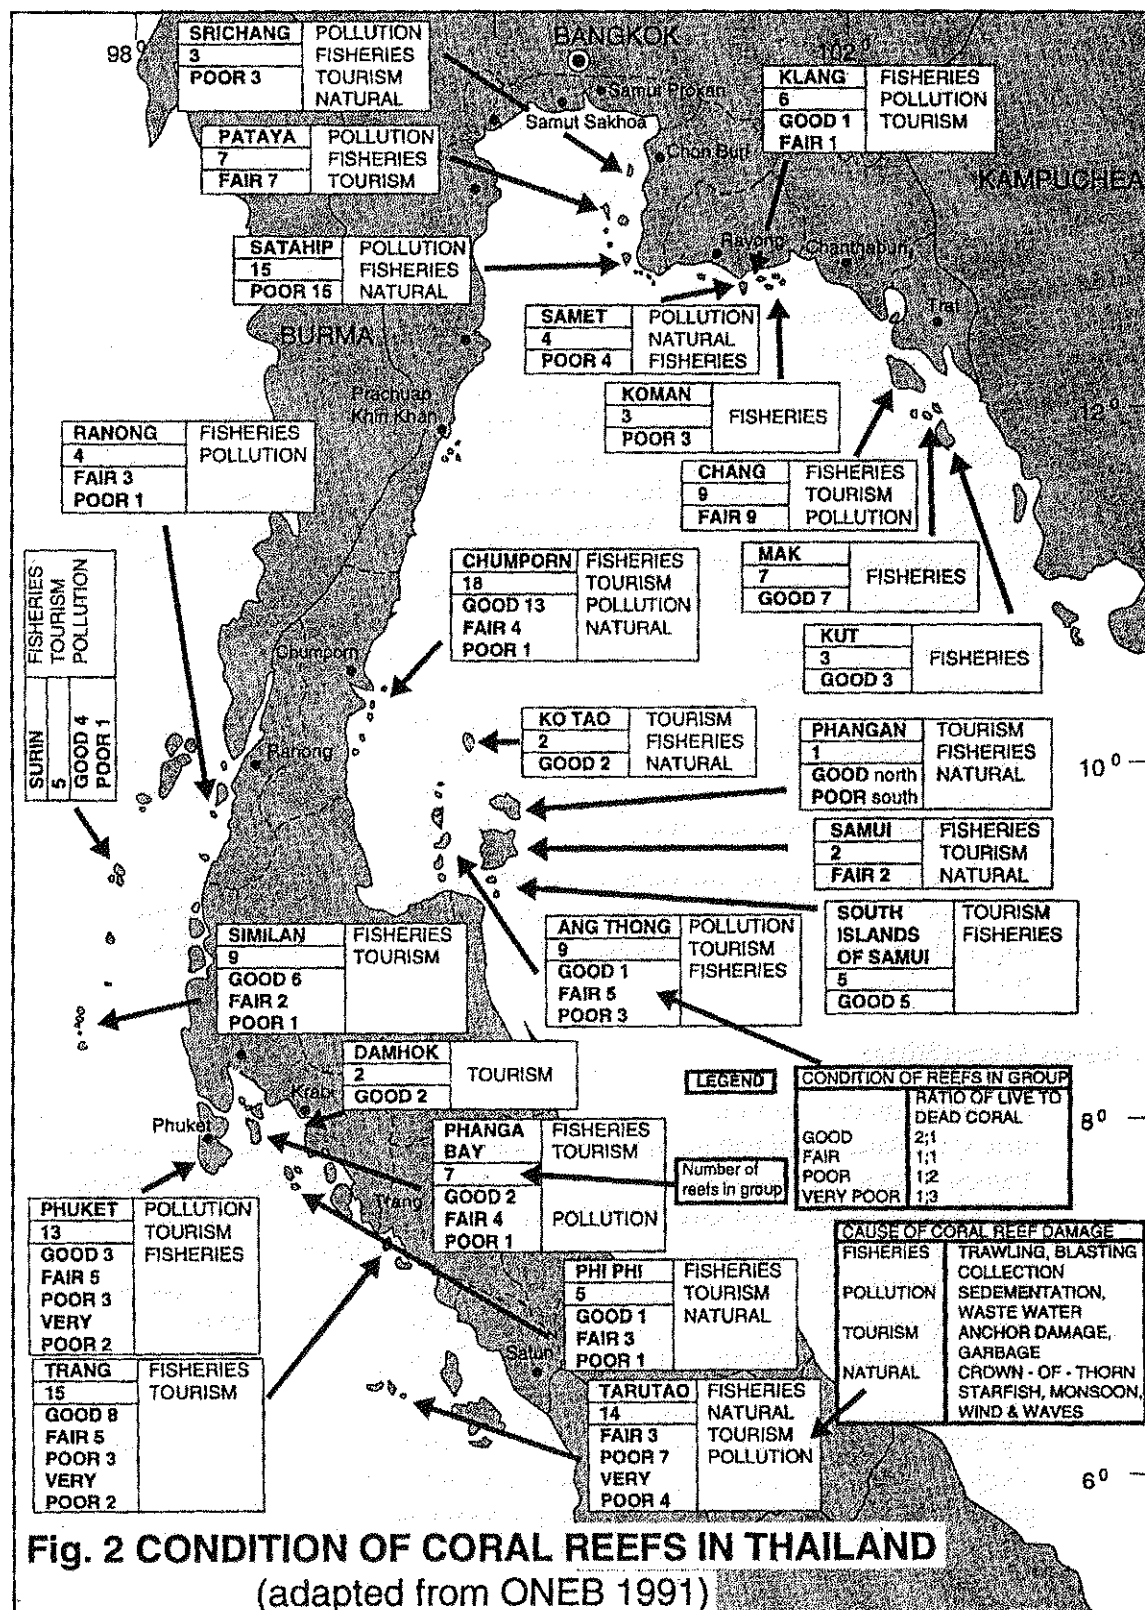 98°
SRICHANG POLLUTION
3 FISHERIES
POOR 3 TOURISM
NATURAL
BANGKOK
102°
Samut Prokan
Samut Sakhoa
KLANG FISHERIES
6 POLLUTION
GOOD 1 TOURISM
FAIR 1
PATAYA POLLUTION
7 FISHERIES
FAIR 7 TOURISM
Chon Buri
KAMPUCHEA
SATAHIP POLLUTION
15 FISHERIES
POOR 15 NATURAL
Rayong
Chanthaburi
Trat
BURMA
SAMET POLLUTION
4 NATURAL
POOR 4 FISHERIES
Prachuap
Khiri Khan
KOMAN
3 FISHERIES
POOR 3
12°
RANONG FISHERIES
4 POLLUTION
FAIR 3
POOR 1
CHANG FISHERIES
9 TOURISM
FAIR 9 POLLUTION
SURIN FISHERIES
5 TOURISM
GOOD 4 POLLUTION
POOR 1
CHUMPORN FISHERIES
18 TOURISM
GOOD 13 POLLUTION
FAIR 4 NATURAL
POOR 1
MAK
7 FISHERIES
GOOD 7
KUT
3 FISHERIES
GOOD 3
Chumporn
Ranong
KO TAO TOURISM
2 FISHERIES
GOOD 2 NATURAL
PHANGAN TOURISM
1 FISHERIES
GOOD north NATURAL
POOR south
10°
SAMUI FISHERIES
2 TOURISM
FAIR 2 NATURAL
SOUTH TOURISM
ISLANDS FISHERIES
OF SAMUI
5
GOOD 5
SIMILAN FISHERIES
9 TOURISM
GOOD 6
FAIR 2
POOR 1
ANG THONG POLLUTION
9 TOURISM
GOOD 1 FISHERIES
FAIR 5
POOR 3
DAMHOK
2 TOURISM
GOOD 2
Krabi
Phuket
LEGEND
CONDITION OF REEFS IN GROUP
RATIO OF LIVE TO
DEAD CORAL
GOOD 2;1
FAIR 1;1
POOR 1;2
VERY POOR 1;3
8°
PHANGA FISHERIES
BAY TOURISM
7
GOOD 2
FAIR 4 POLLUTION
POOR 1
Number of
reefs in group
Trang
PHUKET POLLUTION
13 TOURISM
GOOD 3 FISHERIES
FAIR 5
POOR 3
VERY
POOR 2
CAUSE OF CORAL REEF DAMAGE
FISHERIES TRAWLING, BLASTING
COLLECTION
POLLUTION SEDEMENTATION,
WASTE WATER
TOURISM ANCHOR DAMAGE,
GARBAGE
NATURAL CROWN - OF - THORN
STARFISH, MONSOON,
WIND & WAVES
PHI PHI FISHERIES
5 TOURISM
GOOD 1 NATURAL
FAIR 3
POOR 1
Satun
TRANG FISHERIES
15 TOURISM
GOOD 8
FAIR 5
POOR 3
VERY
POOR 2
TARUTAO FISHERIES
14 NATURAL
FAIR 3 TOURISM
POOR 7 POLLUTION
VERY
POOR 4
6°
Fig. 2 CONDITION OF CORAL REEFS IN THAILAND
(adapted from ONEB 1991)